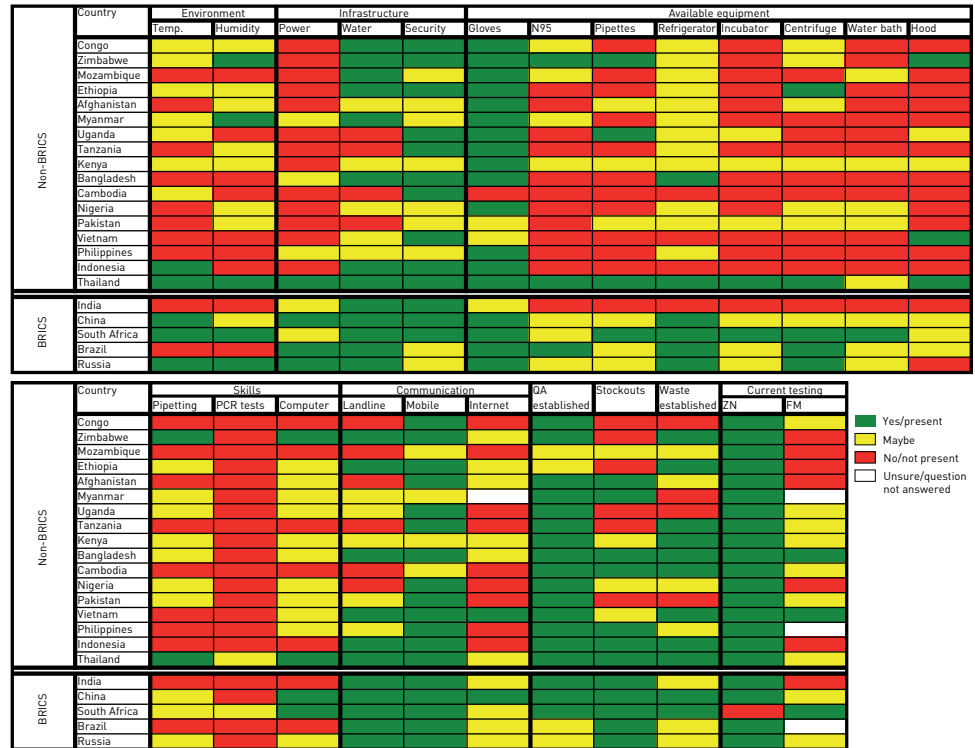 Country Environment Infrastructure Available equipment
Temp. Humidity Power Water Security Gloves N95 Pipettes Refrigerator Incubator Centrifuge Water bath Hood
Non-BRICS
Congo
Zimbabwe
Mozambique
Ethiopia
Afghanistan
Myanmar
Uganda
Tanzania
Kenya
Bangladesh
Cambodia
Nigeria
Pakistan
Vietnam
Philippines
Indonesia
Thailand
BRICS
India
China
South Africa
Brazil
Russia
Country Skills Communication QA Stockouts Waste Current testing
Pipetting PCR tests Computer Landline Mobile Internet established established ZN FM
Non-BRICS
Congo
Zimbabwe
Mozambique
Ethiopia
Afghanistan
Myanmar
Uganda
Tanzania
Kenya
Bangladesh
Cambodia
Nigeria
Pakistan
Vietnam
Philippines
Indonesia
Thailand
BRICS
India
China
South Africa
Brazil
Russia
Yes/present
Maybe
No/not present
Unsure/question
not answered